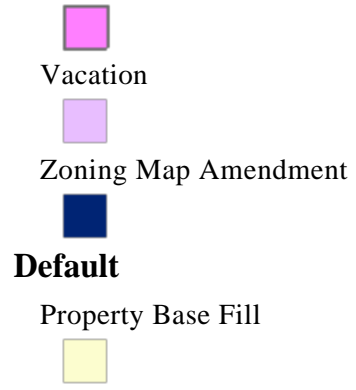 Vacation
Zoning Map Amendment
Default
Property Base Fill